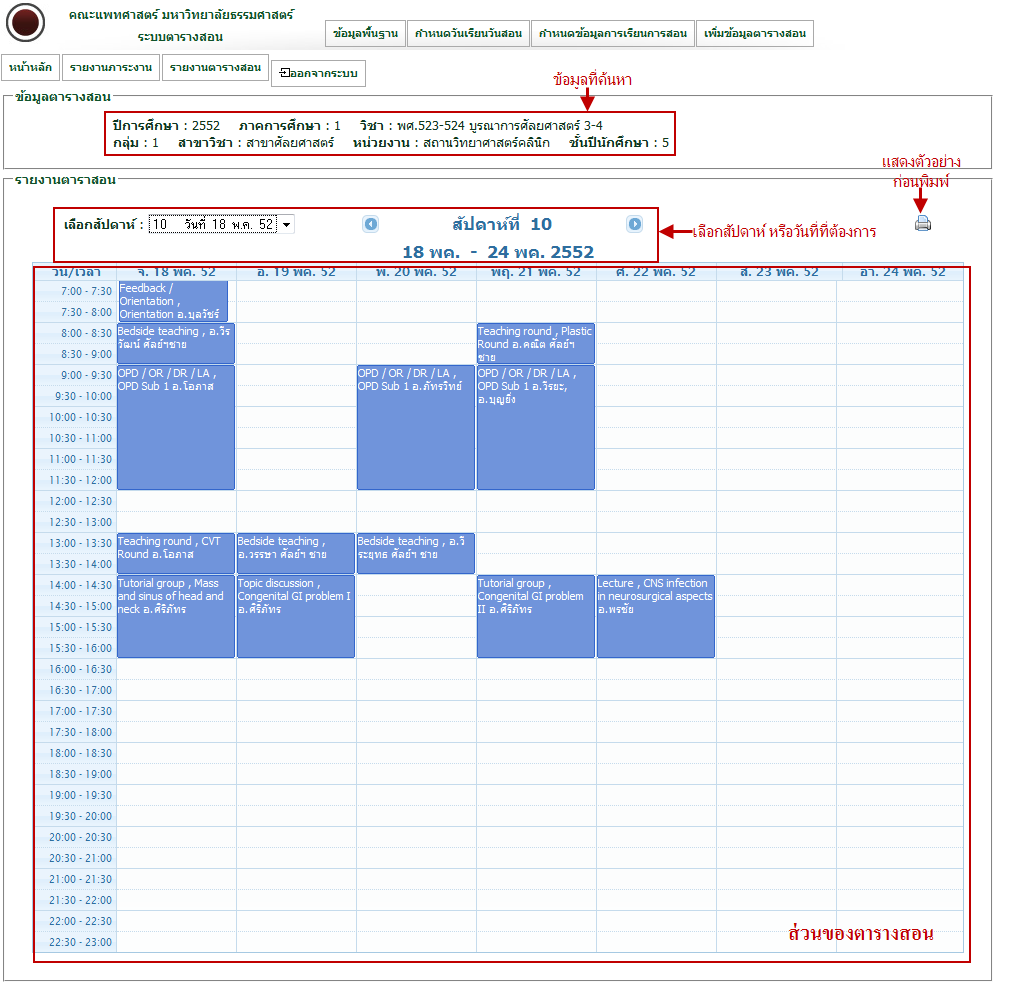 คณะแพทศาสตร์ มหาวิทยาลัยธรรมศาสตร์
ระบบตารางสอน
ข้อมูลพื้นฐาน กำหนดวันเรียนวันสอน กำหนดข้อมูลการเรียนการสอน เพิ่มข้อมูลตารางสอน
หน้าหลัก รายงานภาระงาน รายงานตารางสอน ออกจากระบบ
ข้อมูลที่ค้นหา
ข้อมูลตารางสอน
ปีการศึกษา : 2552 ภาคการศึกษา : 1 วิชา : พศ.523-524 บูรณาการศัลยศาสตร์ 3-4
กลุ่ม : 1 สาขาวิชา : สาขาศัลยศาสตร์ หน่วยงาน : สถานวิทยาศาสตร์คลินิก ชั้นปีนักศึกษา : 5
แสดงตัวอย่าง
ก่อนพิมพ์
รายงานตาราสอน
เลือกสัปดาห์ : 10 วันที่ 18 พ.ค. 52 สัปดาห์ที่ 10
เลือกสัปดาห์ หรือวันที่ที่ต้องการ
18 พค. - 24 พค. 2552
วัน/เวลา จ. 18 พค. 52 อ. 19 พค. 52 พ. 20 พค. 52 พฤ. 21 พค. 52 ศ. 22 พค. 52 ส. 23 พค. 52 อา. 24 พค. 52
7:00 - 7:30
7:30 - 8:00
8:00 - 8:30
8:30 - 9:00
9:00 - 9:30
9:30 - 10:00
10:00 - 10:30
10:30 - 11:00
11:00 - 11:30
11:30 - 12:00
12:00 - 12:30
12:30 - 13:00
13:00 - 13:30
13:30 - 14:00
14:00 - 14:30
14:30 - 15:00
15:00 - 15:30
15:30 - 16:00
16:00 - 16:30
16:30 - 17:00
17:00 - 17:30
17:30 - 18:00
18:00 - 18:30
18:30 - 19:00
19:00 - 19:30
19:30 - 20:00
20:00 - 20:30
20:30 - 21:00
21:00 - 21:30
21:30 - 22:00
22:00 - 22:30
22:30 - 23:00
Feedback /
Orientation ,
Orientation อ.บุลวัชร์
Bedside teaching , อ.วิร
วัฒน์ ศัลย์ฯชาย
OPD / OR / DR / LA ,
OPD Sub 1 อ.โอภาส
Teaching round , CVT
Round อ.โอภาส
Tutorial group , Mass
and sinus of head and
neck อ.ศิริภัทร
Bedside teaching ,
อ.วรรษา ศัลย์ฯ ชาย
Topic discussion ,
Congenital GI problem I
อ.ศิริภัทร
OPD / OR / DR / LA ,
OPD Sub 1 อ.ภัทรวิทย์
Bedside teaching , อ.วี
ระยุทธ ศัลย์ฯ ชาย
Teaching round , Plastic
Round อ.คณิต ศัลย์ฯ
ชาย
OPD / OR / DR / LA ,
OPD Sub 1 อ.วิรยะ,
อ.บุญยิ่ง
Tutorial group ,
Congenital GI problem
II อ.ศิริภัทร
Lecture , CNS infection
in neurosurgical aspects
อ.พรชัย
ส่วนของตารางสอน